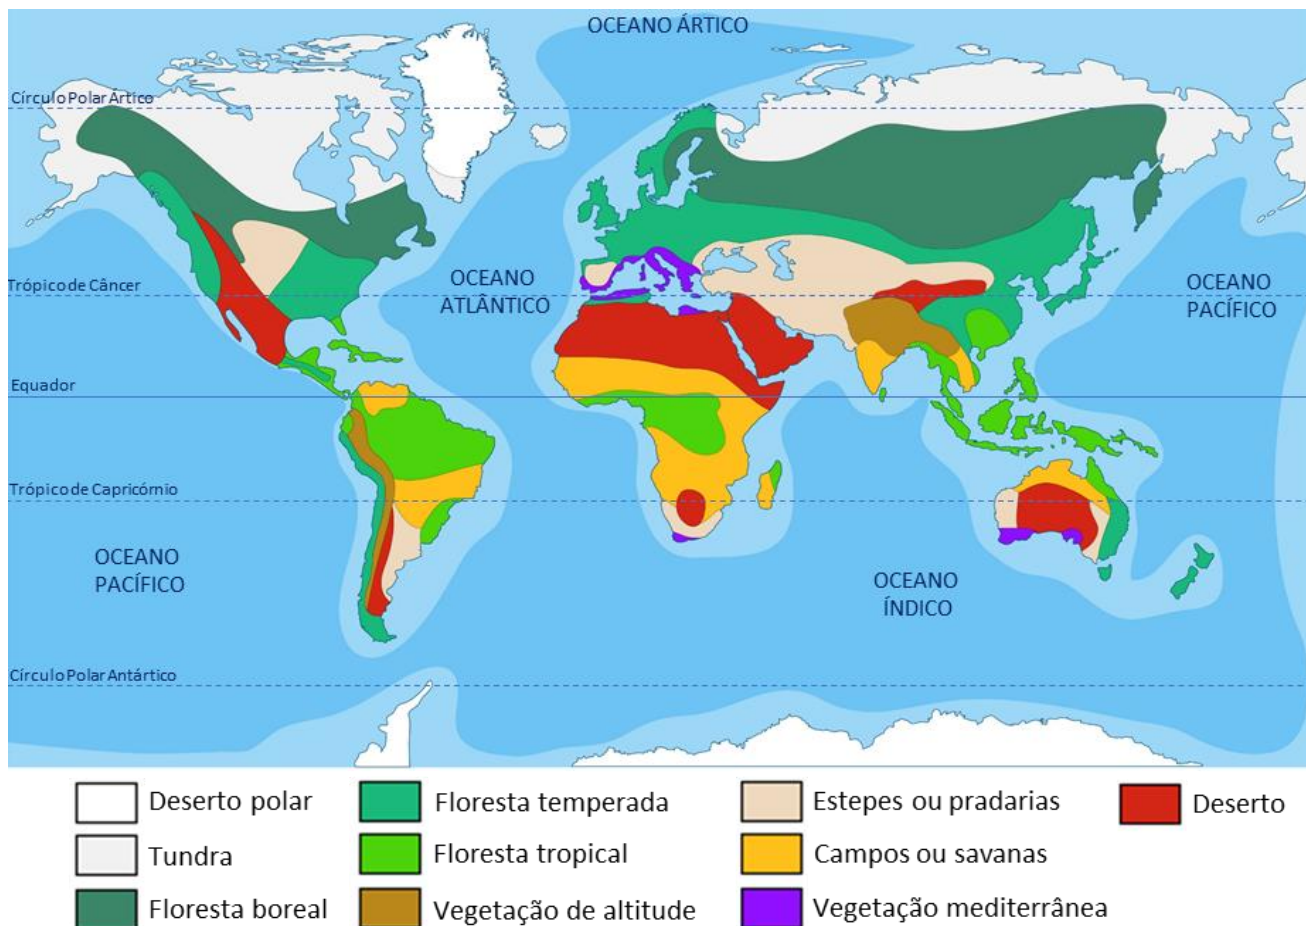 OCEANO ÁRTICO
Círculo Polar Ártico
OCEANO
ATLÂNTICO
Trópico de Câncer
OCEANO
PACÍFICO
Equador
Trópico de Capricórnio
OCEANO
PACÍFICO
OCEANO
ÍNDICO
Círculo Polar Antártico
Deserto polar
Floresta temperada
Estepes ou pradarias
Deserto
Tundra
Floresta tropical
Campos ou savanas
Floresta boreal
Vegetação de altitude
Vegetação mediterrânea